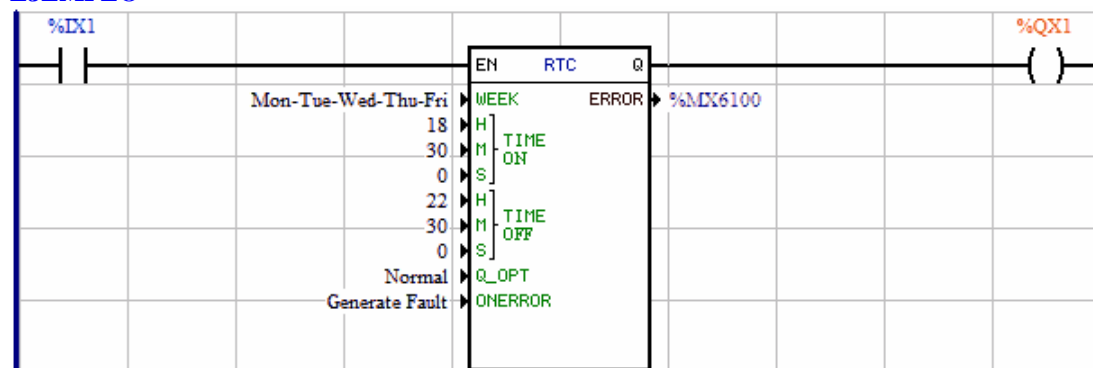 %IX1 %QX1
EN RTC Q
Mon-Tue-Wed-Thu-Fri WEEK ERROR %MX6100
18 H
30 M TIME ON
0 S
22 H
30 M TIME OFF
0 S
Normal Q_OPT
Generate Fault ONERROR